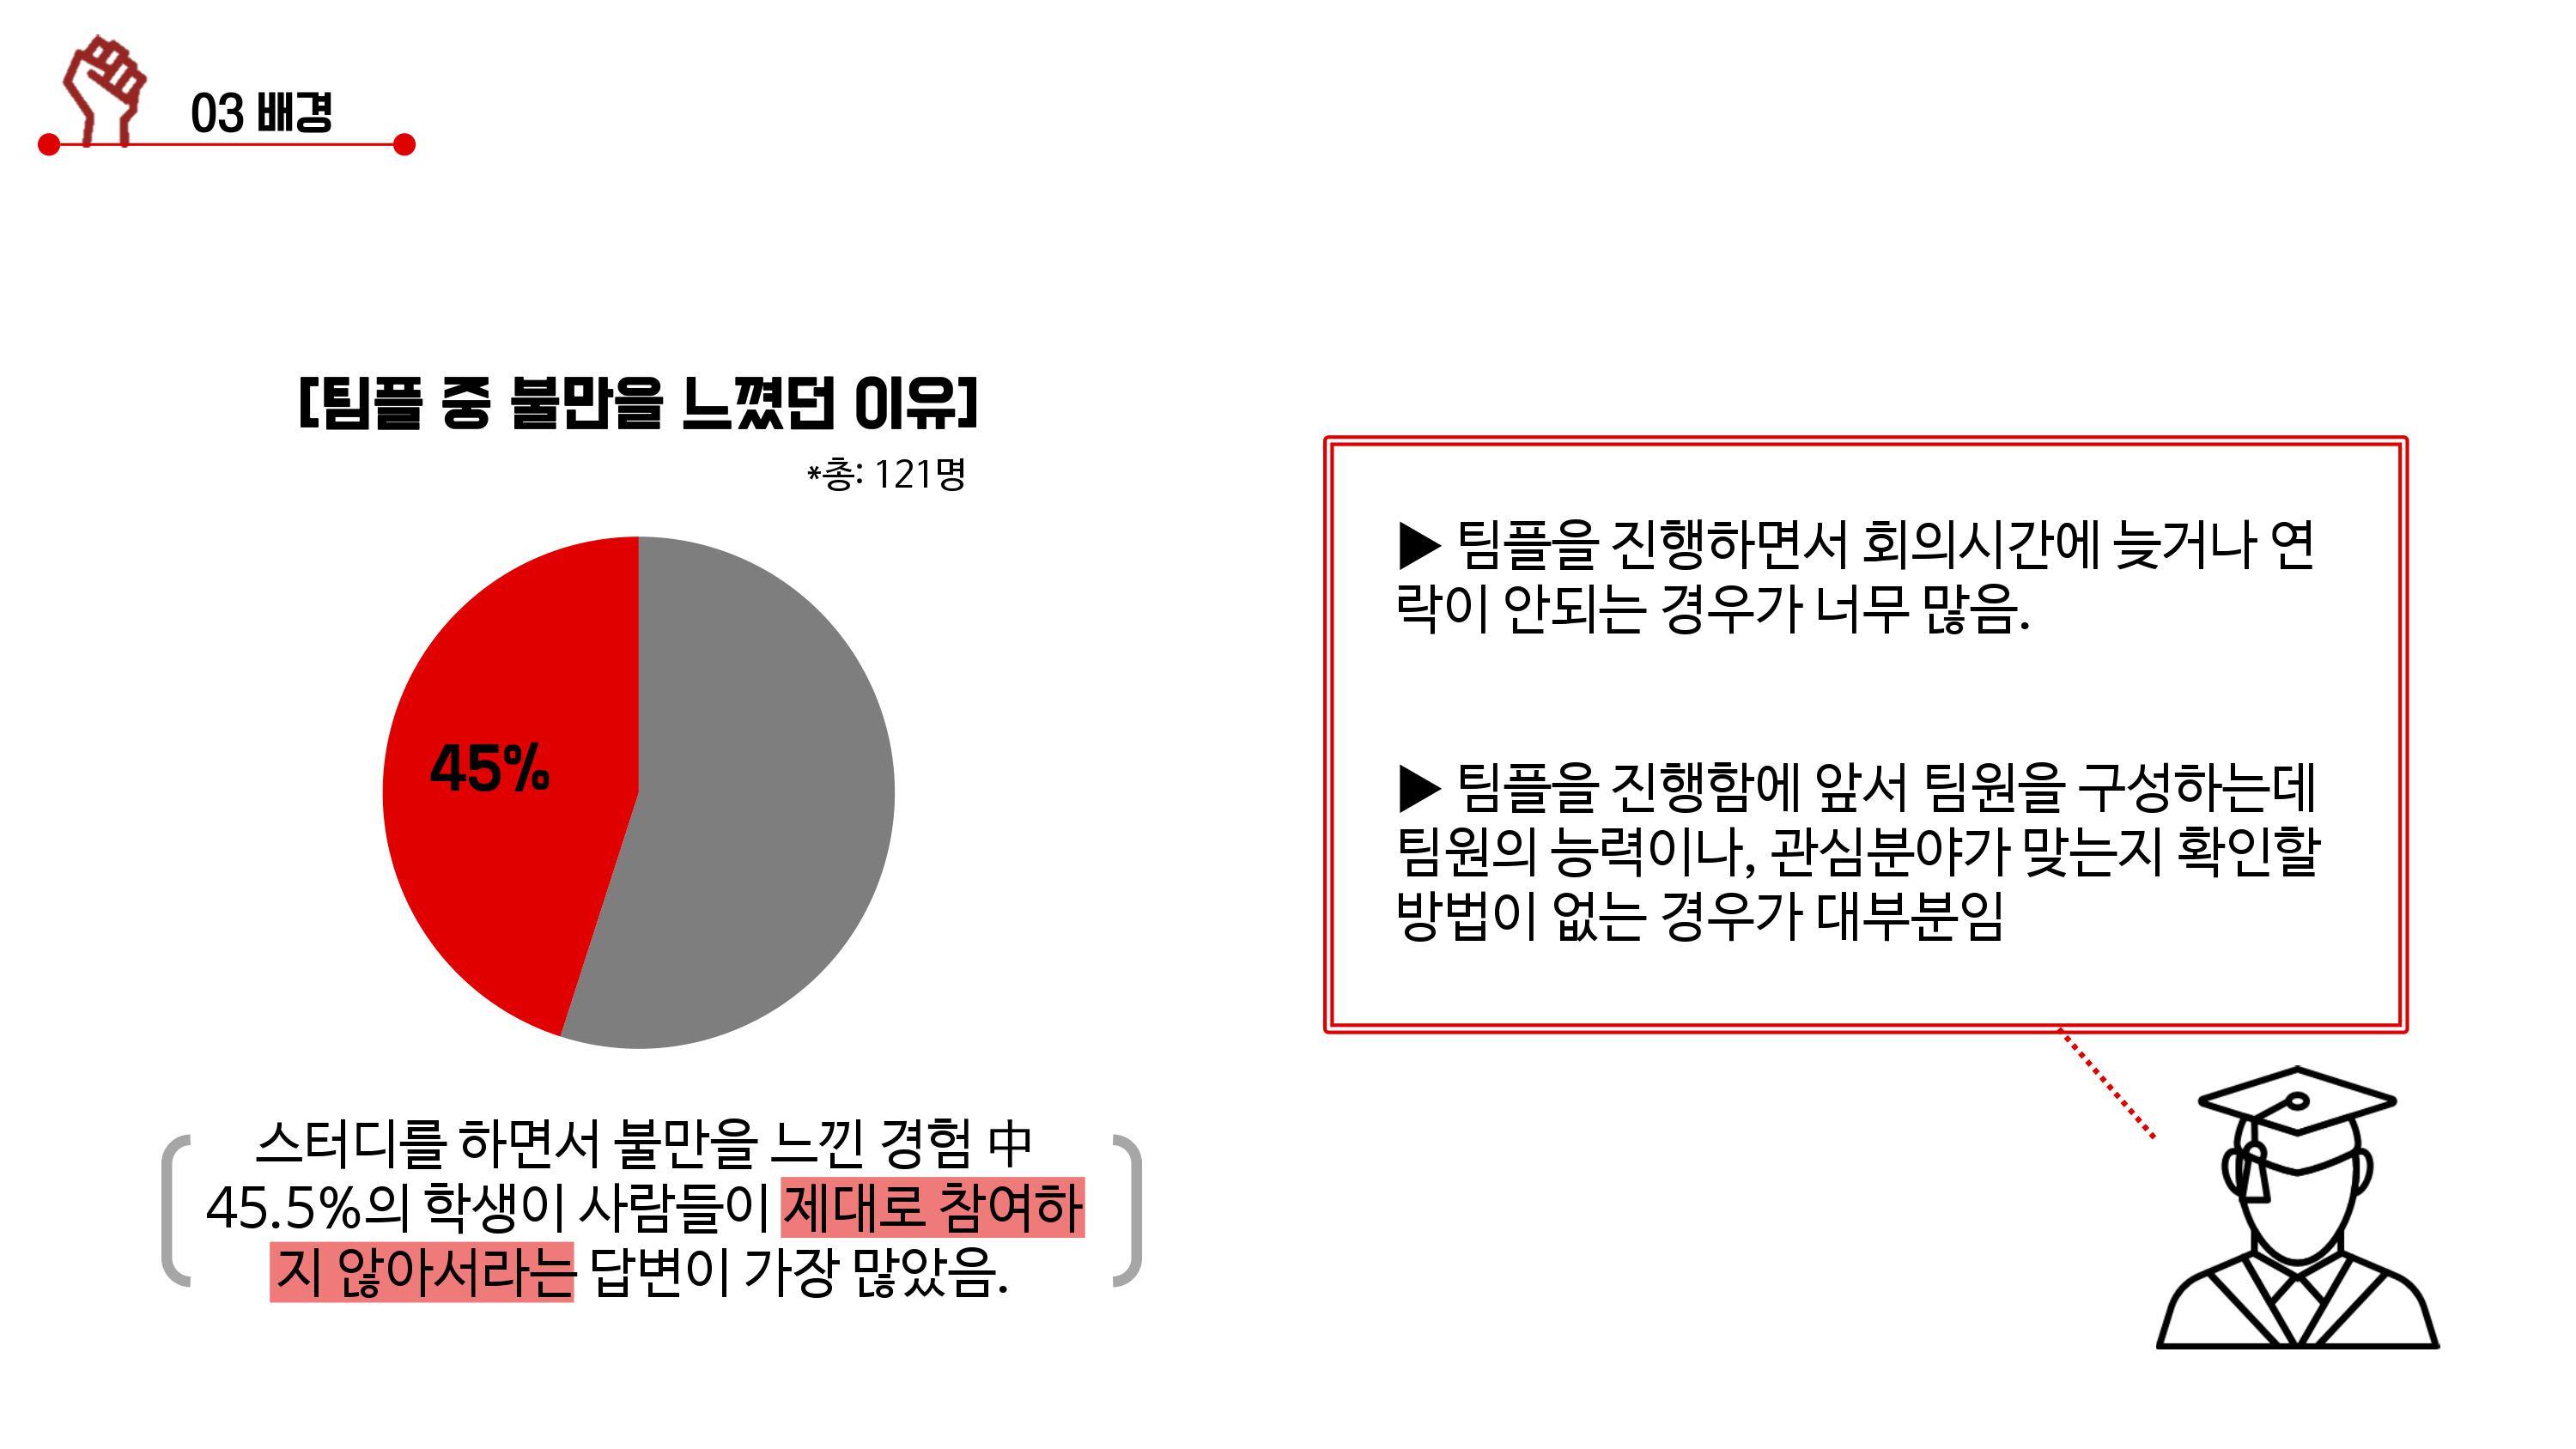 03 배경
[팀플 중 불만을 느꼈던 이유]
*총: 121명
45%
스터디를 하면서 불만을 느낀 경험 中
45.5%의 학생이 사람들이 제대로 참여하
지 않아서라는 답변이 가장 많았음.
▶ 팀플을 진행하면서 회의시간에 늦거나 연
락이 안되는 경우가 너무 많음.
▶ 팀플을 진행함에 앞서 팀원을 구성하는데
팀원의 능력이나, 관심분야가 맞는지 확인할
방법이 없는 경우가 대부분임